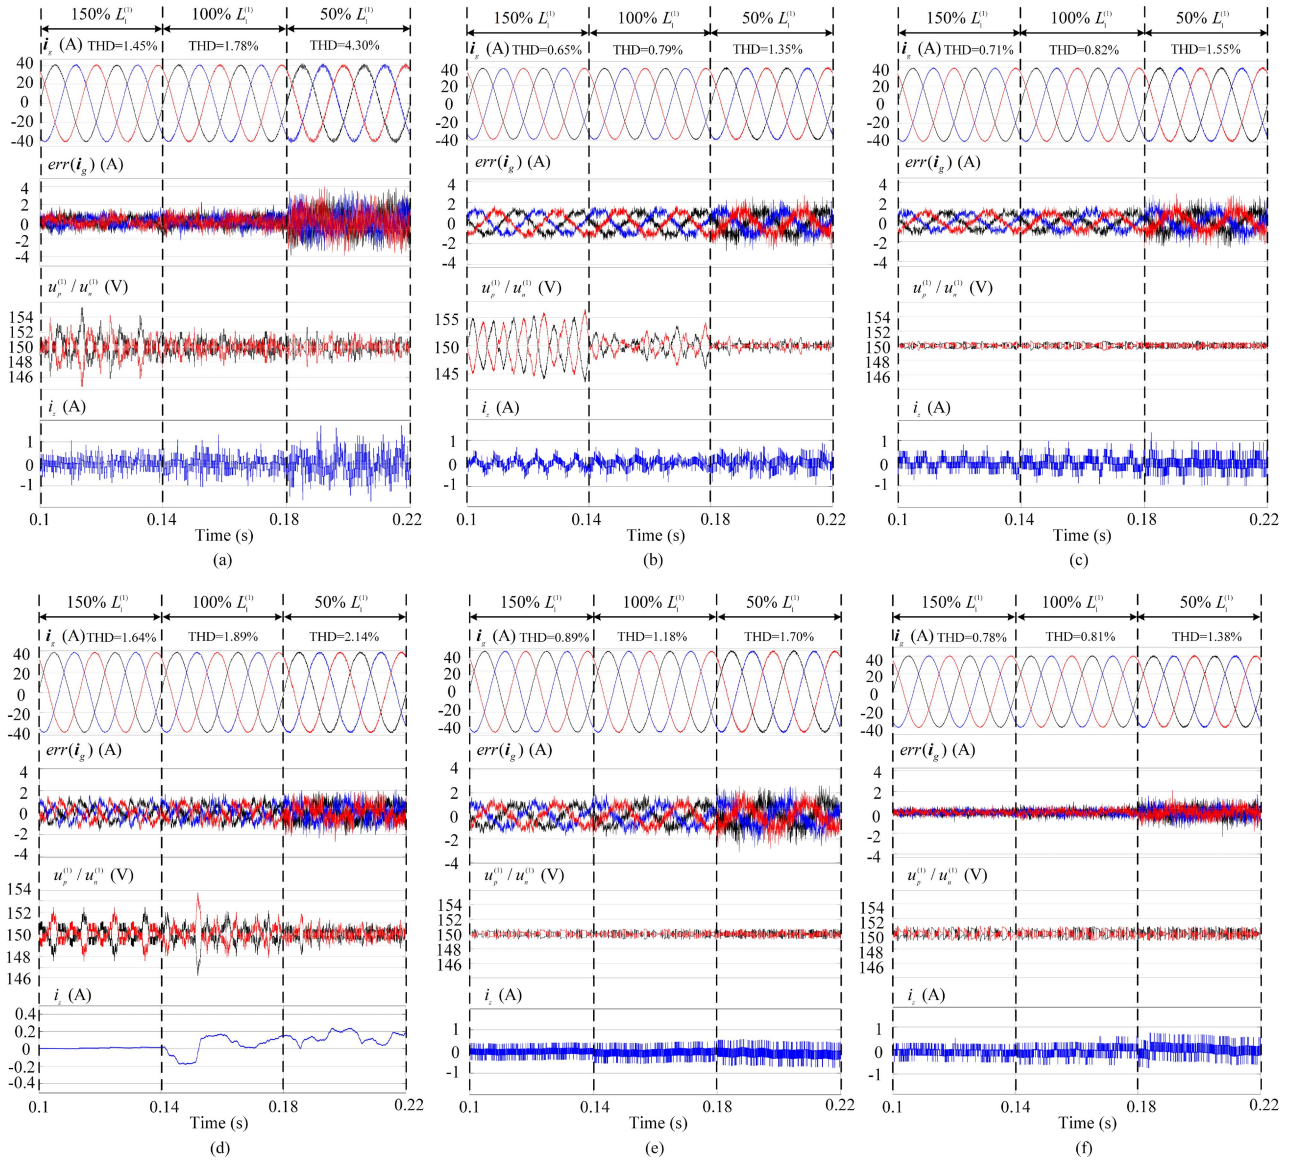 150% L₁⁽¹⁾ 100% L₁⁽¹⁾ 50% L₁⁽¹⁾
i_g (A) THD=1.45% THD=1.78% THD=4.30%
40
20
0
-20
-40
err(i_g) (A)
4
2
0
-2
-4
u_p⁽¹⁾ / u_n⁽¹⁾ (V)
154
152
150
148
146
i_z (A)
1
0
-1
0.1 0.14 0.18 0.22
Time (s)
(a)
150% L₁⁽¹⁾ 100% L₁⁽¹⁾ 50% L₁⁽¹⁾
i_g (A) THD=0.65% THD=0.79% THD=1.35%
40
20
0
-20
-40
err(i_g) (A)
4
2
0
-2
-4
u_p⁽¹⁾ / u_n⁽¹⁾ (V)
155
150
145
i_z (A)
1
0
-1
0.1 0.14 0.18 0.22
Time (s)
(b)
150% L₁⁽¹⁾ 100% L₁⁽¹⁾ 50% L₁⁽¹⁾
i_g (A) THD=0.71% THD=0.82% THD=1.55%
40
20
0
-20
-40
err(i_g) (A)
4
2
0
-2
-4
u_p⁽¹⁾ / u_n⁽¹⁾ (V)
154
152
150
148
146
i_z (A)
1
0
-1
0.1 0.14 0.18 0.22
Time (s)
(c)
150% L₁⁽¹⁾ 100% L₁⁽¹⁾ 50% L₁⁽¹⁾
i_g (A) THD=1.64% THD=1.89% THD=2.14%
40
20
0
-20
-40
err(i_g) (A)
4
2
0
-2
-4
u_p⁽¹⁾ / u_n⁽¹⁾ (V)
154
152
150
148
146
i_z (A)
0.4
0.2
0
-0.2
-0.4
0.1 0.14 0.18 0.22
Time (s)
(d)
150% L₁⁽¹⁾ 100% L₁⁽¹⁾ 50% L₁⁽¹⁾
i_g (A) THD=0.89% THD=1.18% THD=1.70%
40
20
0
-20
-40
err(i_g) (A)
4
2
0
-2
-4
u_p⁽¹⁾ / u_n⁽¹⁾ (V)
154
152
150
148
146
i_z (A)
1
0
-1
0.1 0.14 0.18 0.22
Time (s)
(e)
150% L₁⁽¹⁾ 100% L₁⁽¹⁾ 50% L₁⁽¹⁾
i_g (A) THD=0.78% THD=0.81% THD=1.38%
40
20
0
-20
-40
err(i_g) (A)
4
2
0
-2
-4
u_p⁽¹⁾ / u_n⁽¹⁾ (V)
154
152
150
148
146
i_z (A)
1
0
-1
0.1 0.14 0.18 0.22
Time (s)
(f)